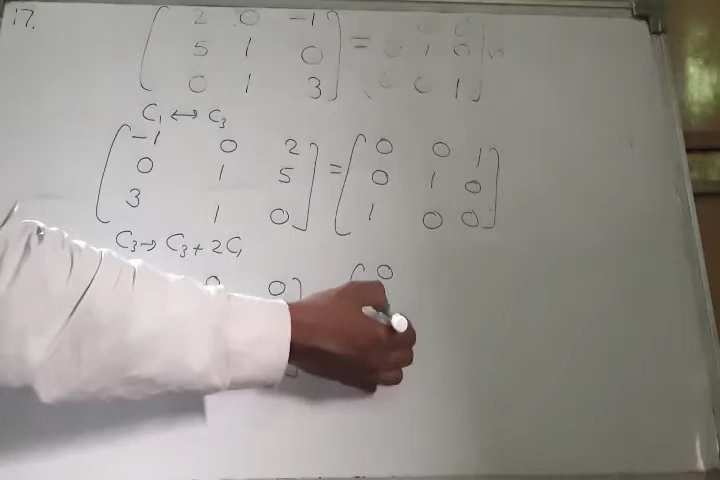 17.
2 0 -1 = 0 0
5 1 0 0 1 0
0 1 3 0 0 1
C₁ ↔ C₃
-1 0 2 = 0 0 1
0 1 5 0 1 0
3 1 0 1 0 0
C₃ → C₃ + 2C₁
0 0 0